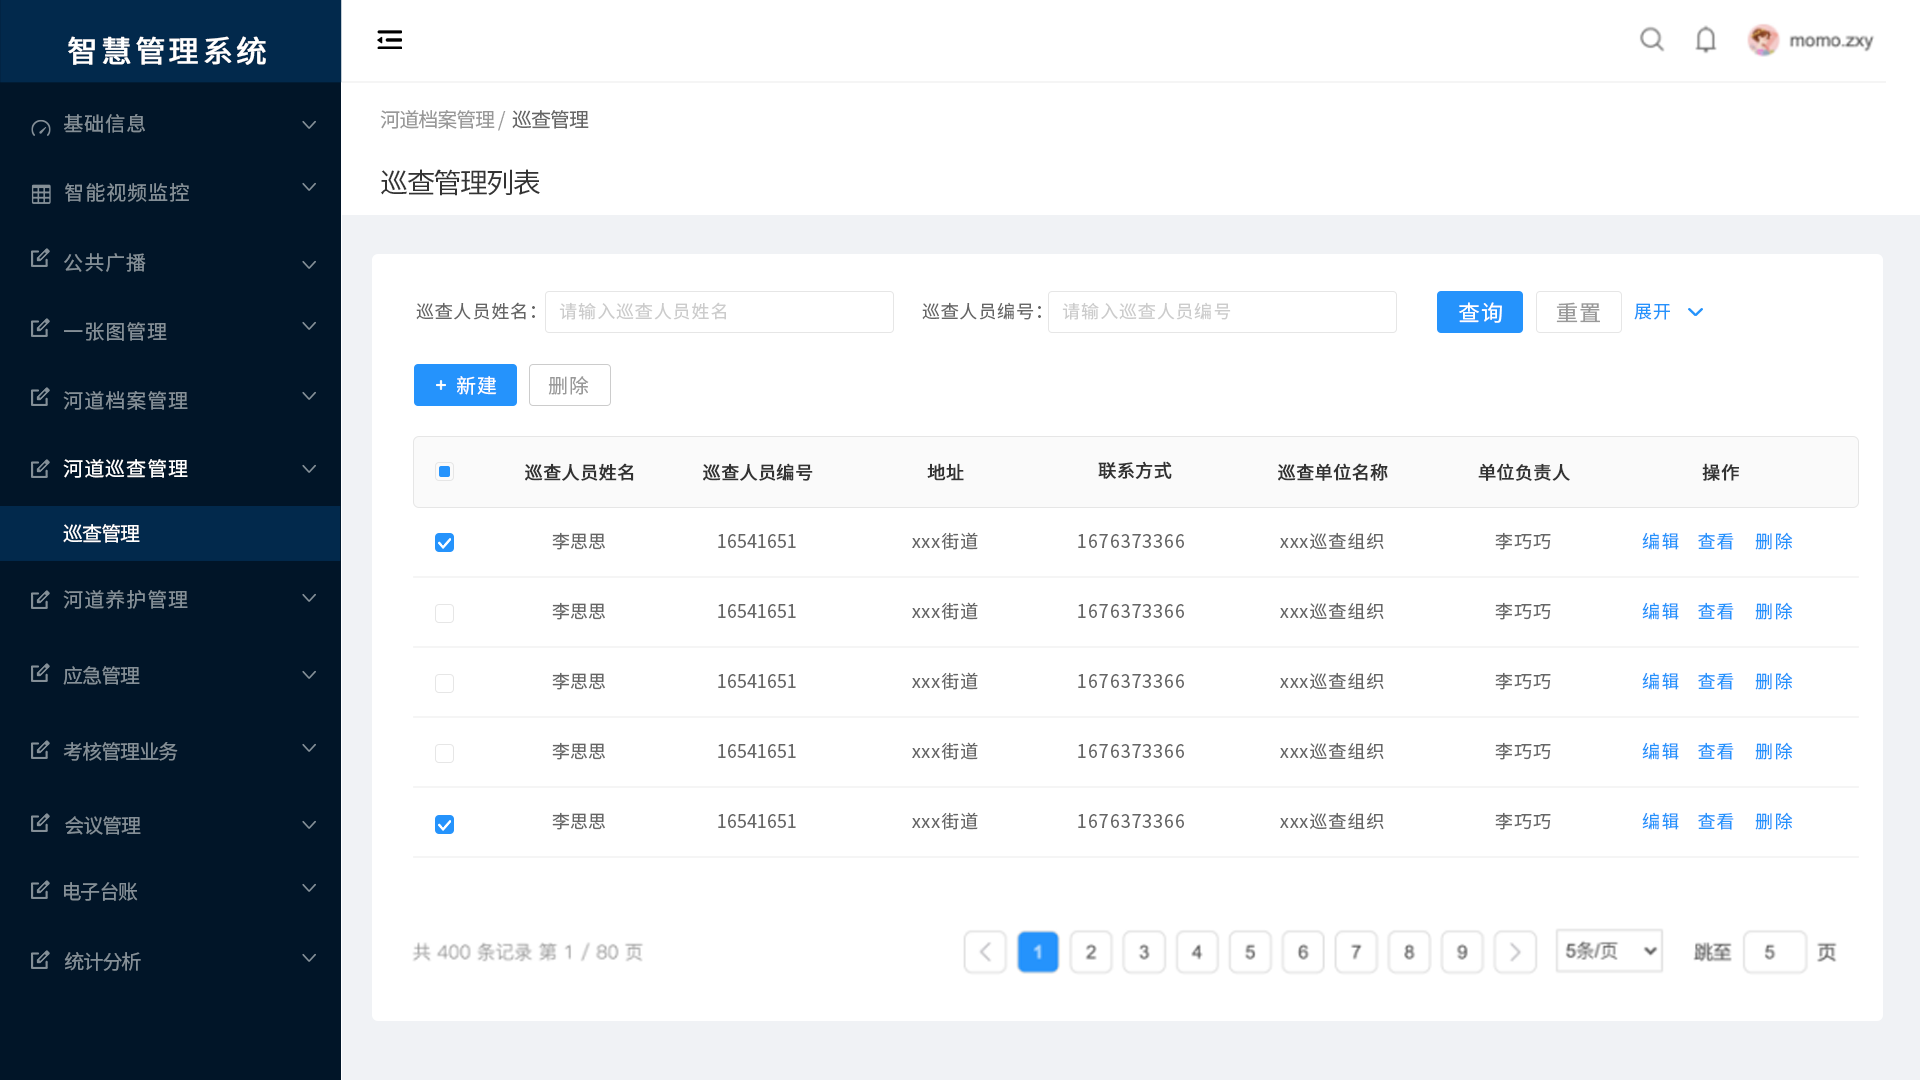 智慧管理系统
momo.zxy
基础信息
智能视频监控
公共广播
一张图管理
河道档案管理
河道巡查管理
巡查管理
河道养护管理
应急管理
考核管理业务
会议管理
电子台账
统计分析
河道档案管理 / 巡查管理
巡查管理列表
巡查人员姓名： 请输入巡查人员姓名 巡查人员编号： 请输入巡查人员编号 查询 重置 展开
+ 新建 删除
巡查人员姓名 巡查人员编号 地址 联系方式 巡查单位名称 单位负责人 操作
李思思 16541651 xxx街道 1676373366 xxx巡查组织 李巧巧 编辑 查看 删除
李思思 16541651 xxx街道 1676373366 xxx巡查组织 李巧巧 编辑 查看 删除
李思思 16541651 xxx街道 1676373366 xxx巡查组织 李巧巧 编辑 查看 删除
李思思 16541651 xxx街道 1676373366 xxx巡查组织 李巧巧 编辑 查看 删除
李思思 16541651 xxx街道 1676373366 xxx巡查组织 李巧巧 编辑 查看 删除
共 400 条记录 第 1 / 80 页 1 2 3 4 5 6 7 8 9 5条/页 跳至 5 页